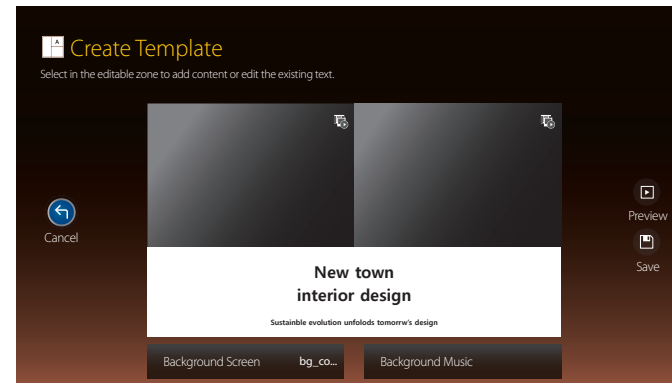 A
Create Template
Select in the editable zone to add content or edit the existing text.
Cancel
Preview
Save
New town
interior design
Sustainble evolution unfolods tomorrw's design
Background Screen bg_co...
Background Music